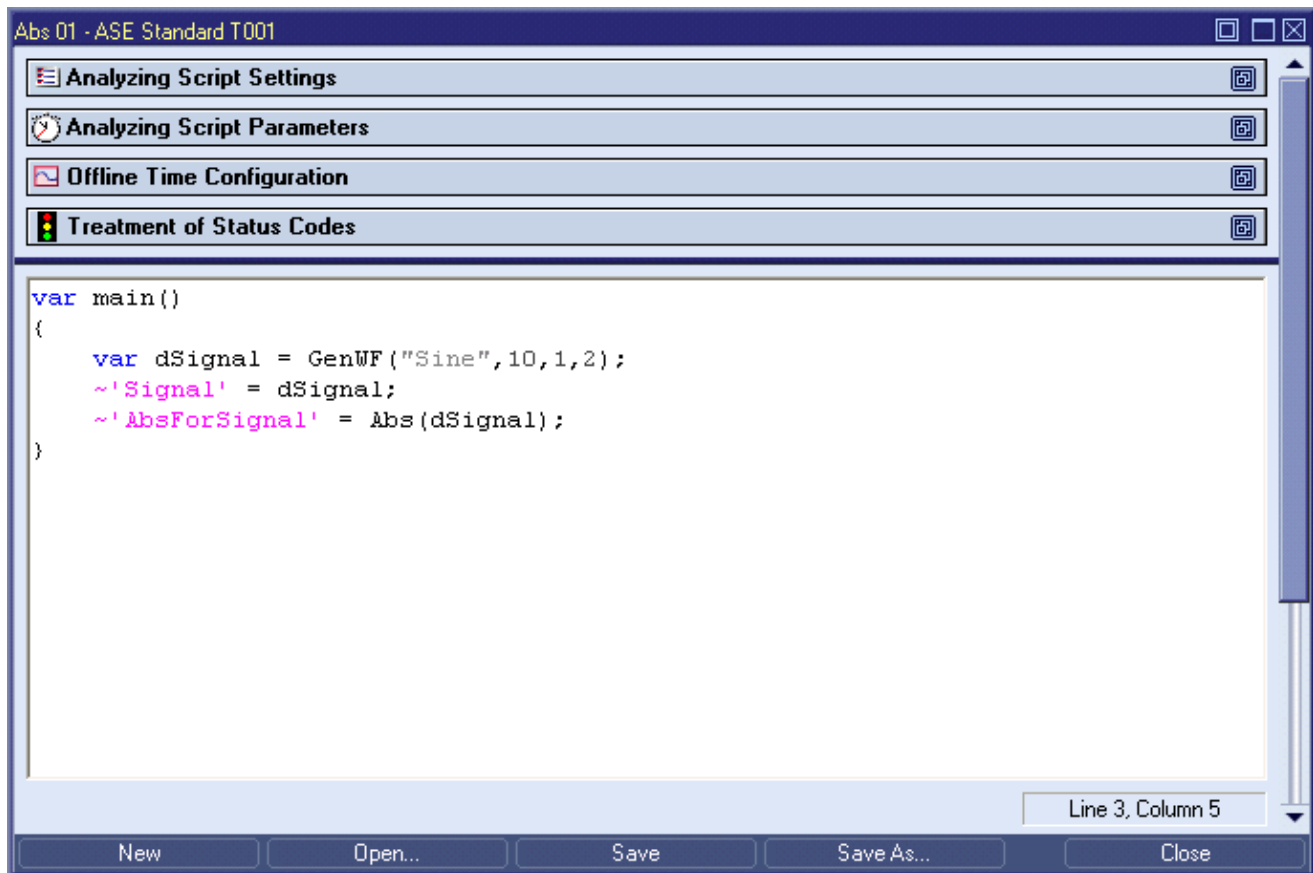 Abs 01 - ASE Standard T001
Analyzing Script Settings
Analyzing Script Parameters
Offline Time Configuration
Treatment of Status Codes
var main()
{
    var dSignal = GenWF("Sine",10,1,2);
    ~'Signal' = dSignal;
    ~'AbsForSignal' = Abs(dSignal);
}
Line 3, Column 5
New Open... Save Save As... Close